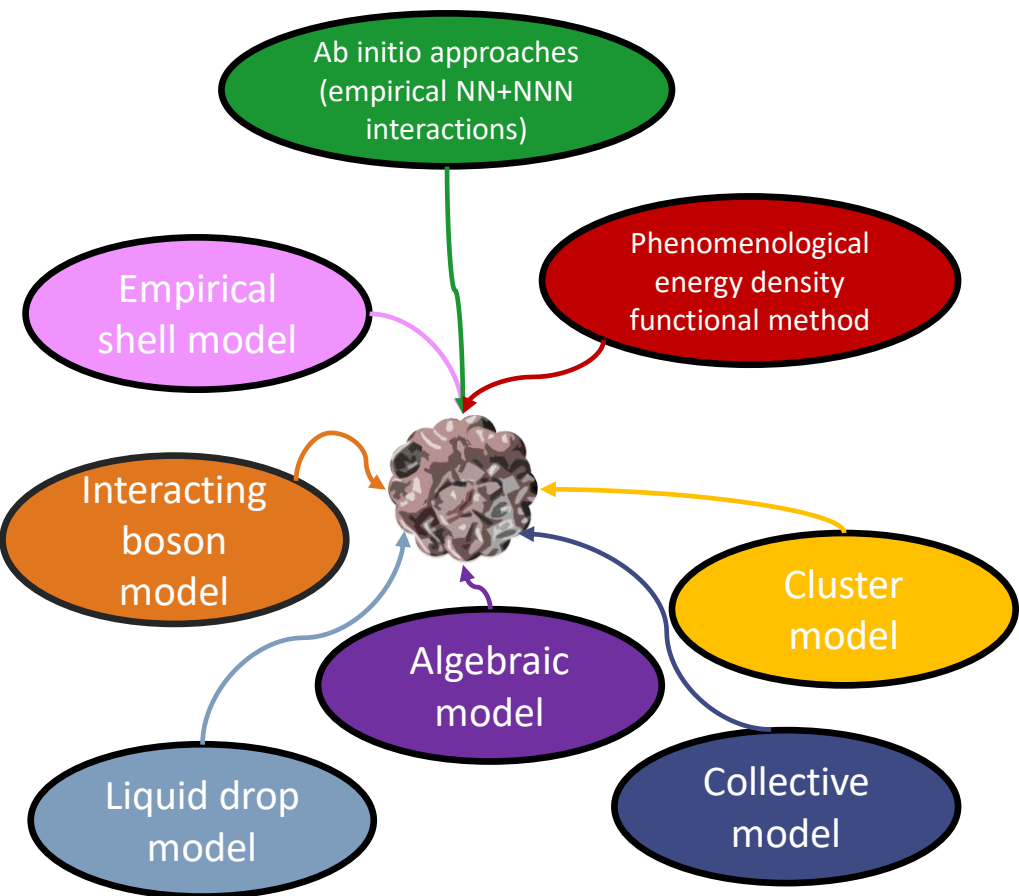 Ab initio approaches
(empirical NN+NNN
interactions)
Phenomenological
energy density
functional method
Empirical
shell model
Interacting
boson
model
Cluster
model
Algebraic
model
Collective
model
Liquid drop
model